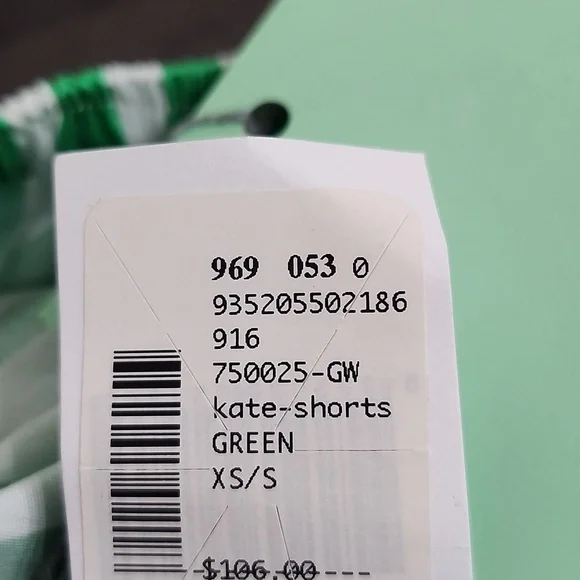 969 053 0
935205502186
916
750025-GW
kate-shorts
GREEN
XS/S
$106.00